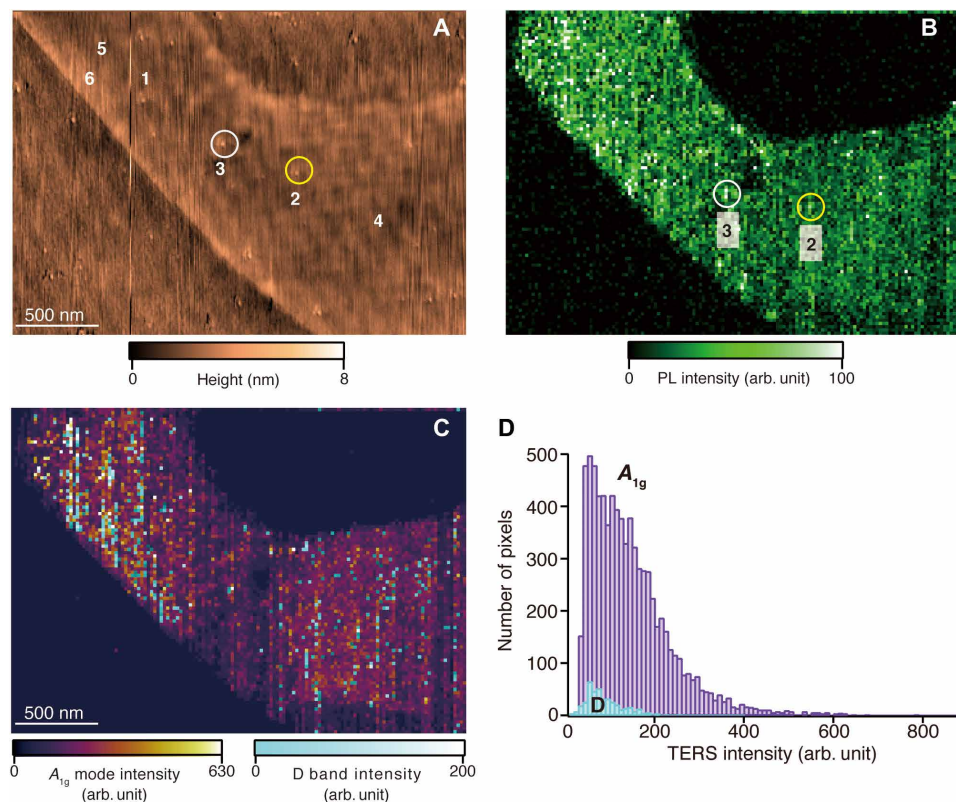 A
5
6
1
3
2
4
500 nm
0
8
Height (nm)
B
3
2
0
100
PL intensity (arb. unit)
C
500 nm
0
630
A1g mode intensity
(arb. unit)
0
200
D band intensity
(arb. unit)
D
500
400
300
200
100
0
Number of pixels
A1g
D
0
200
400
600
800
TERS intensity (arb. unit)